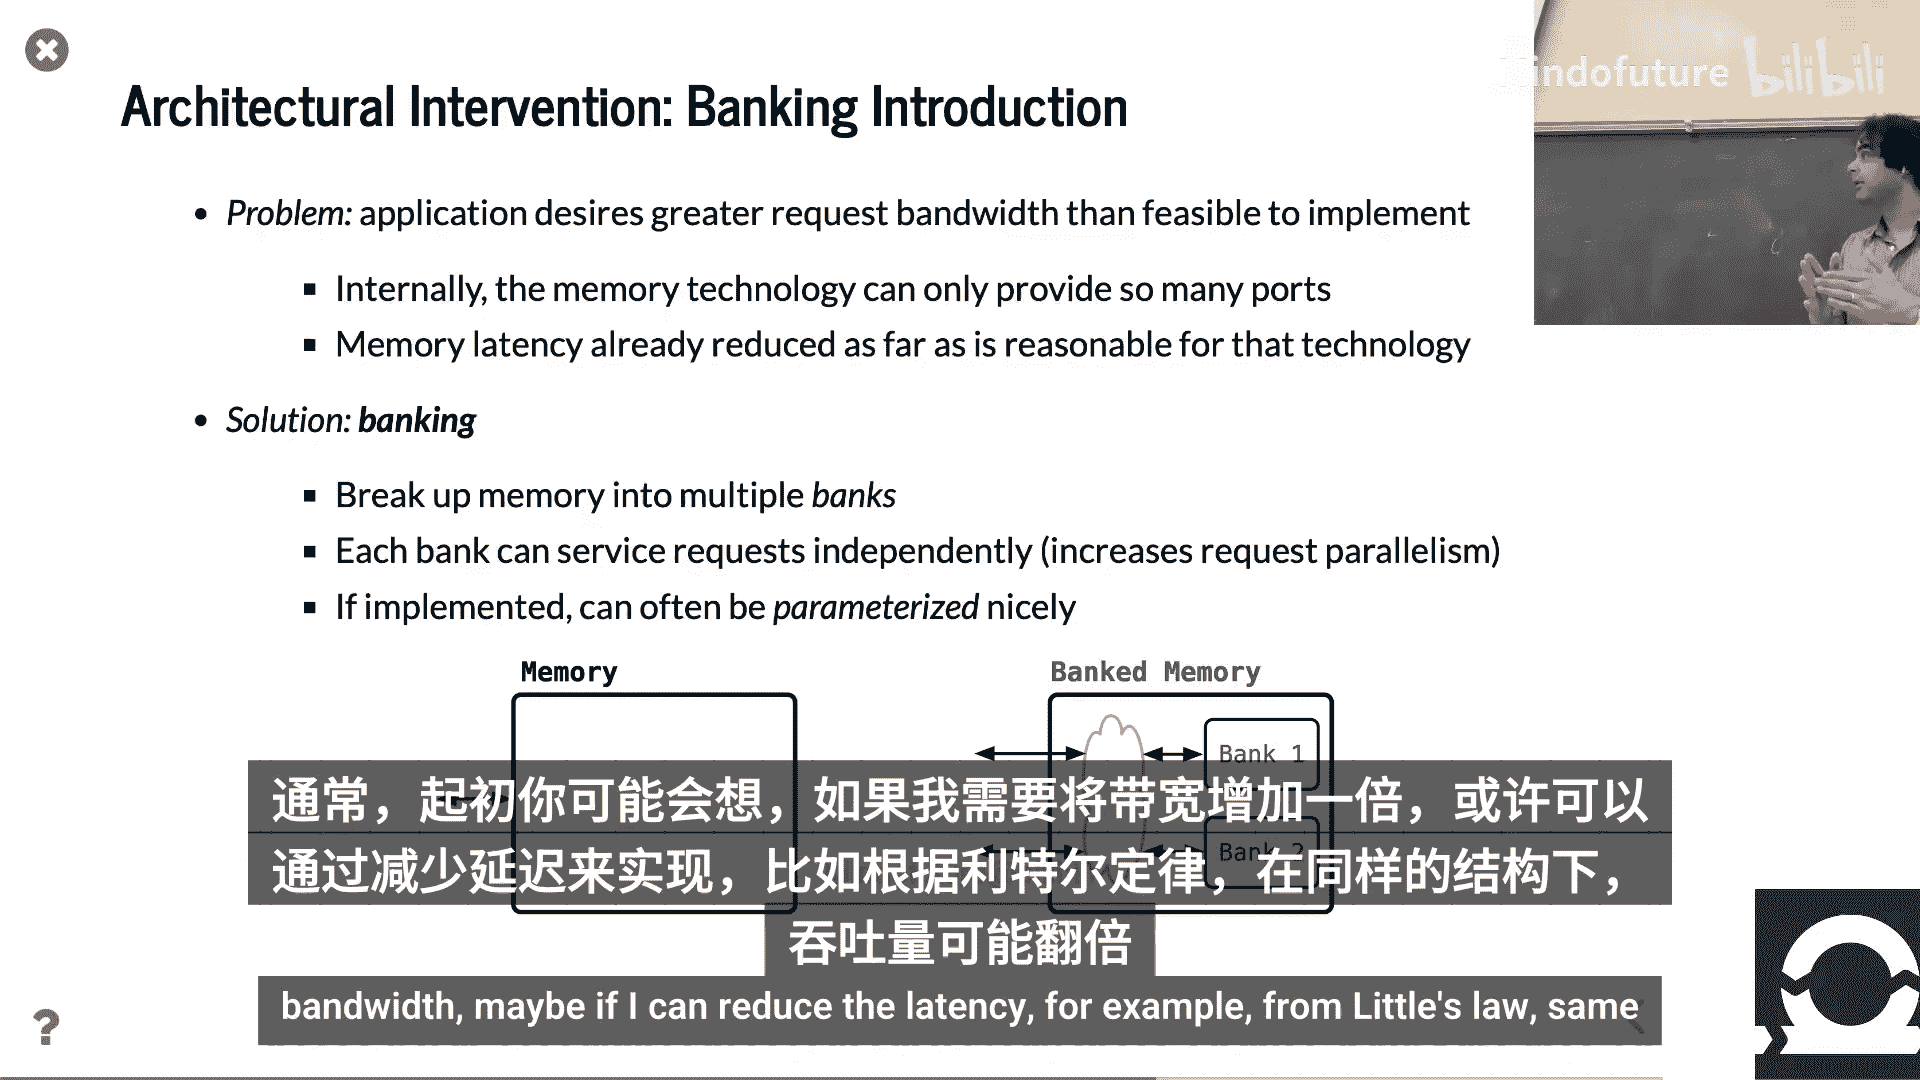 Architectural Intervention: Banking Introduction
indofuture bilibili
• Problem: application desires greater request bandwidth than feasible to implement
▪ Internally, the memory technology can only provide so many ports
▪ Memory latency already reduced as far as is reasonable for that technology
• Solution: banking
▪ Break up memory into multiple banks
▪ Each bank can service requests independently (increases request parallelism)
▪ If implemented, can often be parameterized nicely
Memory
Banked Memory
Bank 1
Bank 2
通常，起初你可能会想，如果我需要将带宽增加一倍，或许可以
通过减少延迟来实现，比如根据利特尔定律，在同样的结构下，
吞吐量可能翻倍
bandwidth, maybe if I can reduce the latency, for example, from Little's law, same
?